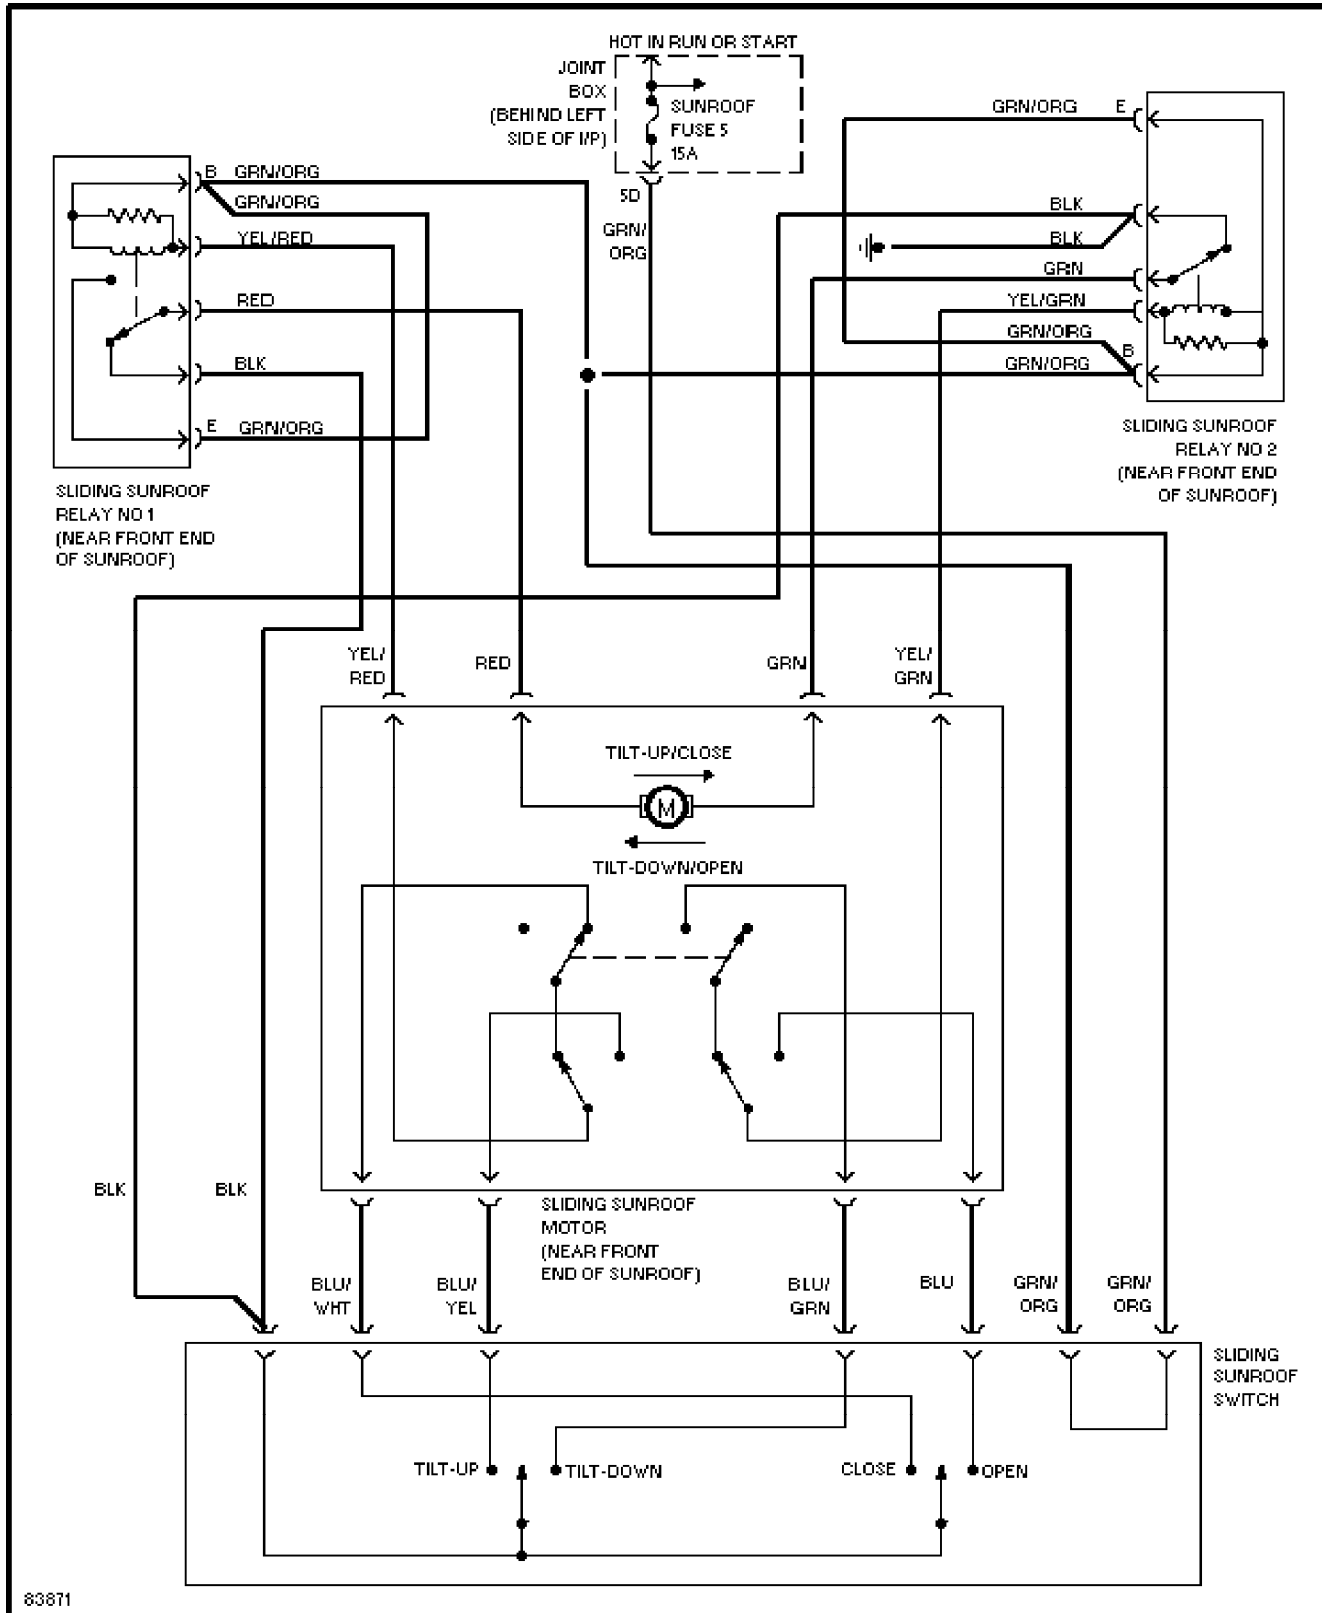 HOT IN RUN OR START
JOINT
BOX
(BEHIND LEFT
SIDE OF I/P)
SUNROOF
FUSE 5
15A
5D
GRN/
ORG
B GRN/ORG
GRN/ORG
YEL/RED
RED
BLK
E GRN/ORG
SLIDING SUNROOF
RELAY NO 1
(NEAR FRONT END
OF SUNROOF)
GRN/ORG E
BLK
BLK
GRN
YEL/GRN
GRN/ORG
B
GRN/ORG
SLIDING SUNROOF
RELAY NO 2
(NEAR FRONT END
OF SUNROOF)
YEL/
RED
RED
GRN
YEL/
GRN
TILT-UP/CLOSE
M
TILT-DOWN/OPEN
BLK
BLK
SLIDING SUNROOF
MOTOR
(NEAR FRONT
END OF SUNROOF)
BLU/
WHT
BLU/
YEL
BLU/
GRN
BLU
GRN/
ORG
GRN/
ORG
SLIDING
SUNROOF
SWITCH
TILT-UP
TILT-DOWN
CLOSE
OPEN
83871